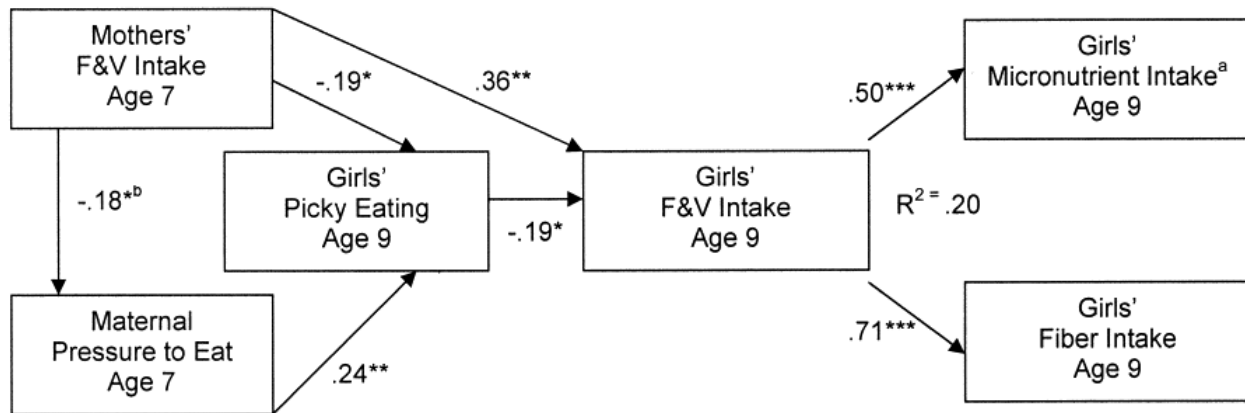 Mothers'
F&V Intake
Age 7
-.19*
.36**
.50***
Girls'
Micronutrient Intakeᵃ
Age 9
-.18*ᵇ
Girls'
Picky Eating
Age 9
-.19*
Girls'
F&V Intake
Age 9
R² = .20
Maternal
Pressure to Eat
Age 7
.24**
.71***
Girls'
Fiber Intake
Age 9